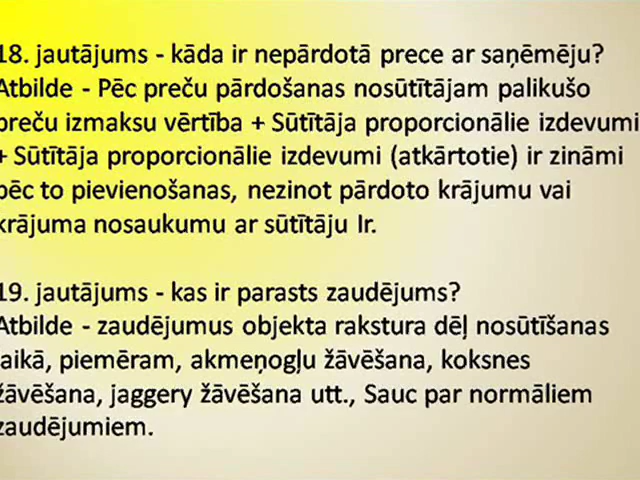 18. jautājums - kāda ir nepārdotā prece ar saņēmēju?
Atbilde - Pēc preču pārdošanas nosūtītājam palikušo
preču izmaksu vērtība + Sūtītāja proporcionālie izdevumi
+ Sūtītāja proporcionālie izdevumi (atkārtotie) ir zināmi
pēc to pievienošanas, nezinot pārdoto krājumu vai
krājuma nosaukumu ar sūtītāju Ir.
19. jautājums - kas ir parasts zaudējums?
Atbilde - zaudējumus objekta rakstura dēļ nosūtīšanas
laikā, piemēram, akmeņogļu žāvēšana, koksnes
žāvēšana, jaggery žāvēšana utt., Sauc par normāliem
zaudējumiem.